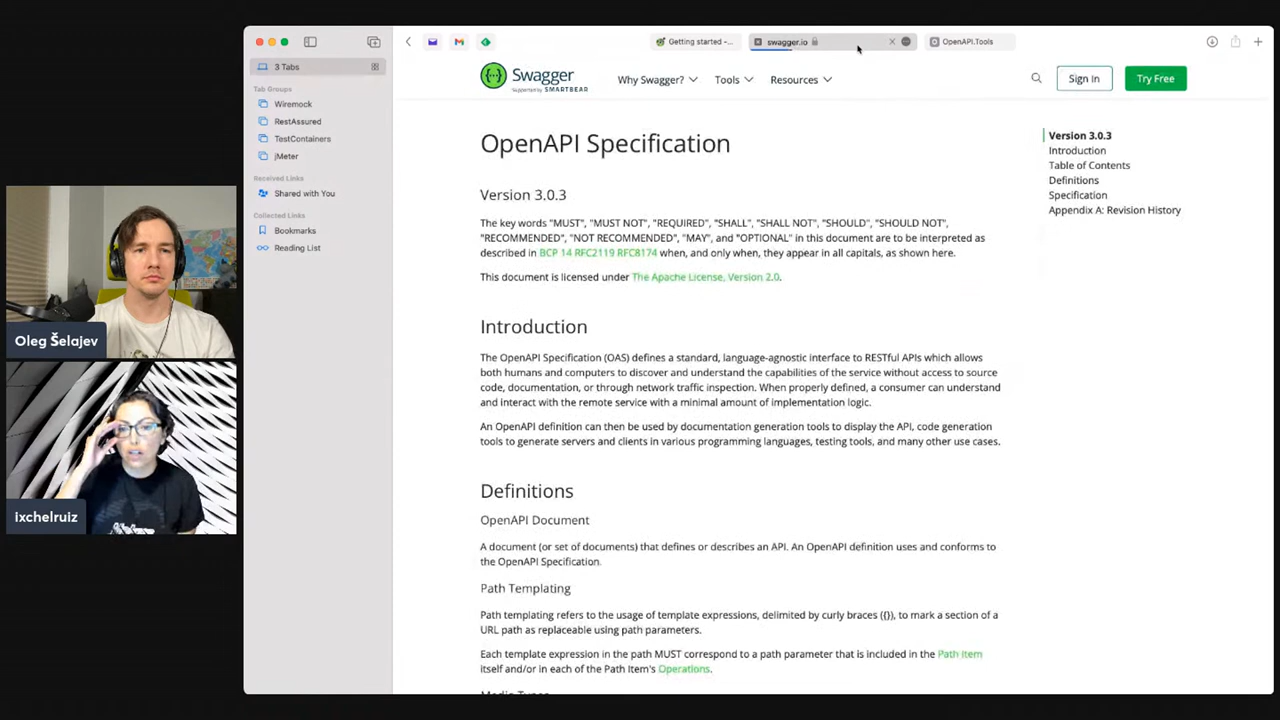 Getting started -...
swagger.io
OpenAPI.Tools
3 Tabs
Tab Groups
Wiremock
RestAssured
TestContainers
jMeter
Received Links
Shared with You
Collected Links
Bookmarks
Reading List
Swagger
Supported by SMARTBEAR
Why Swagger?
Tools
Resources
Sign In
Try Free
OpenAPI Specification
Version 3.0.3
The key words "MUST", "MUST NOT", "REQUIRED", "SHALL", "SHALL NOT", "SHOULD", "SHOULD NOT",
"RECOMMENDED", "NOT RECOMMENDED", "MAY", and "OPTIONAL" in this document are to be interpreted as
described in BCP 14 RFC2119 RFC8174 when, and only when, they appear in all capitals, as shown here.
This document is licensed under The Apache License, Version 2.0.
Introduction
The OpenAPI Specification (OAS) defines a standard, language-agnostic interface to RESTful APIs which allows
both humans and computers to discover and understand the capabilities of the service without access to source
code, documentation, or through network traffic inspection. When properly defined, a consumer can understand
and interact with the remote service with a minimal amount of implementation logic.
An OpenAPI definition can then be used by documentation generation tools to display the API, code generation
tools to generate servers and clients in various programming languages, testing tools, and many other use cases.
Definitions
OpenAPI Document
A document (or set of documents) that defines or describes an API. An OpenAPI definition uses and conforms to
the OpenAPI Specification.
Path Templating
Path templating refers to the usage of template expressions, delimited by curly braces ({}), to mark a section of a
URL path as replaceable using path parameters.
Each template expression in the path MUST correspond to a path parameter that is included in the Path Item
itself and/or in each of the Path Item's Operations.
Media Types
Version 3.0.3
Introduction
Table of Contents
Definitions
Specification
Appendix A: Revision History
Oleg Šelajev
ixchelruiz